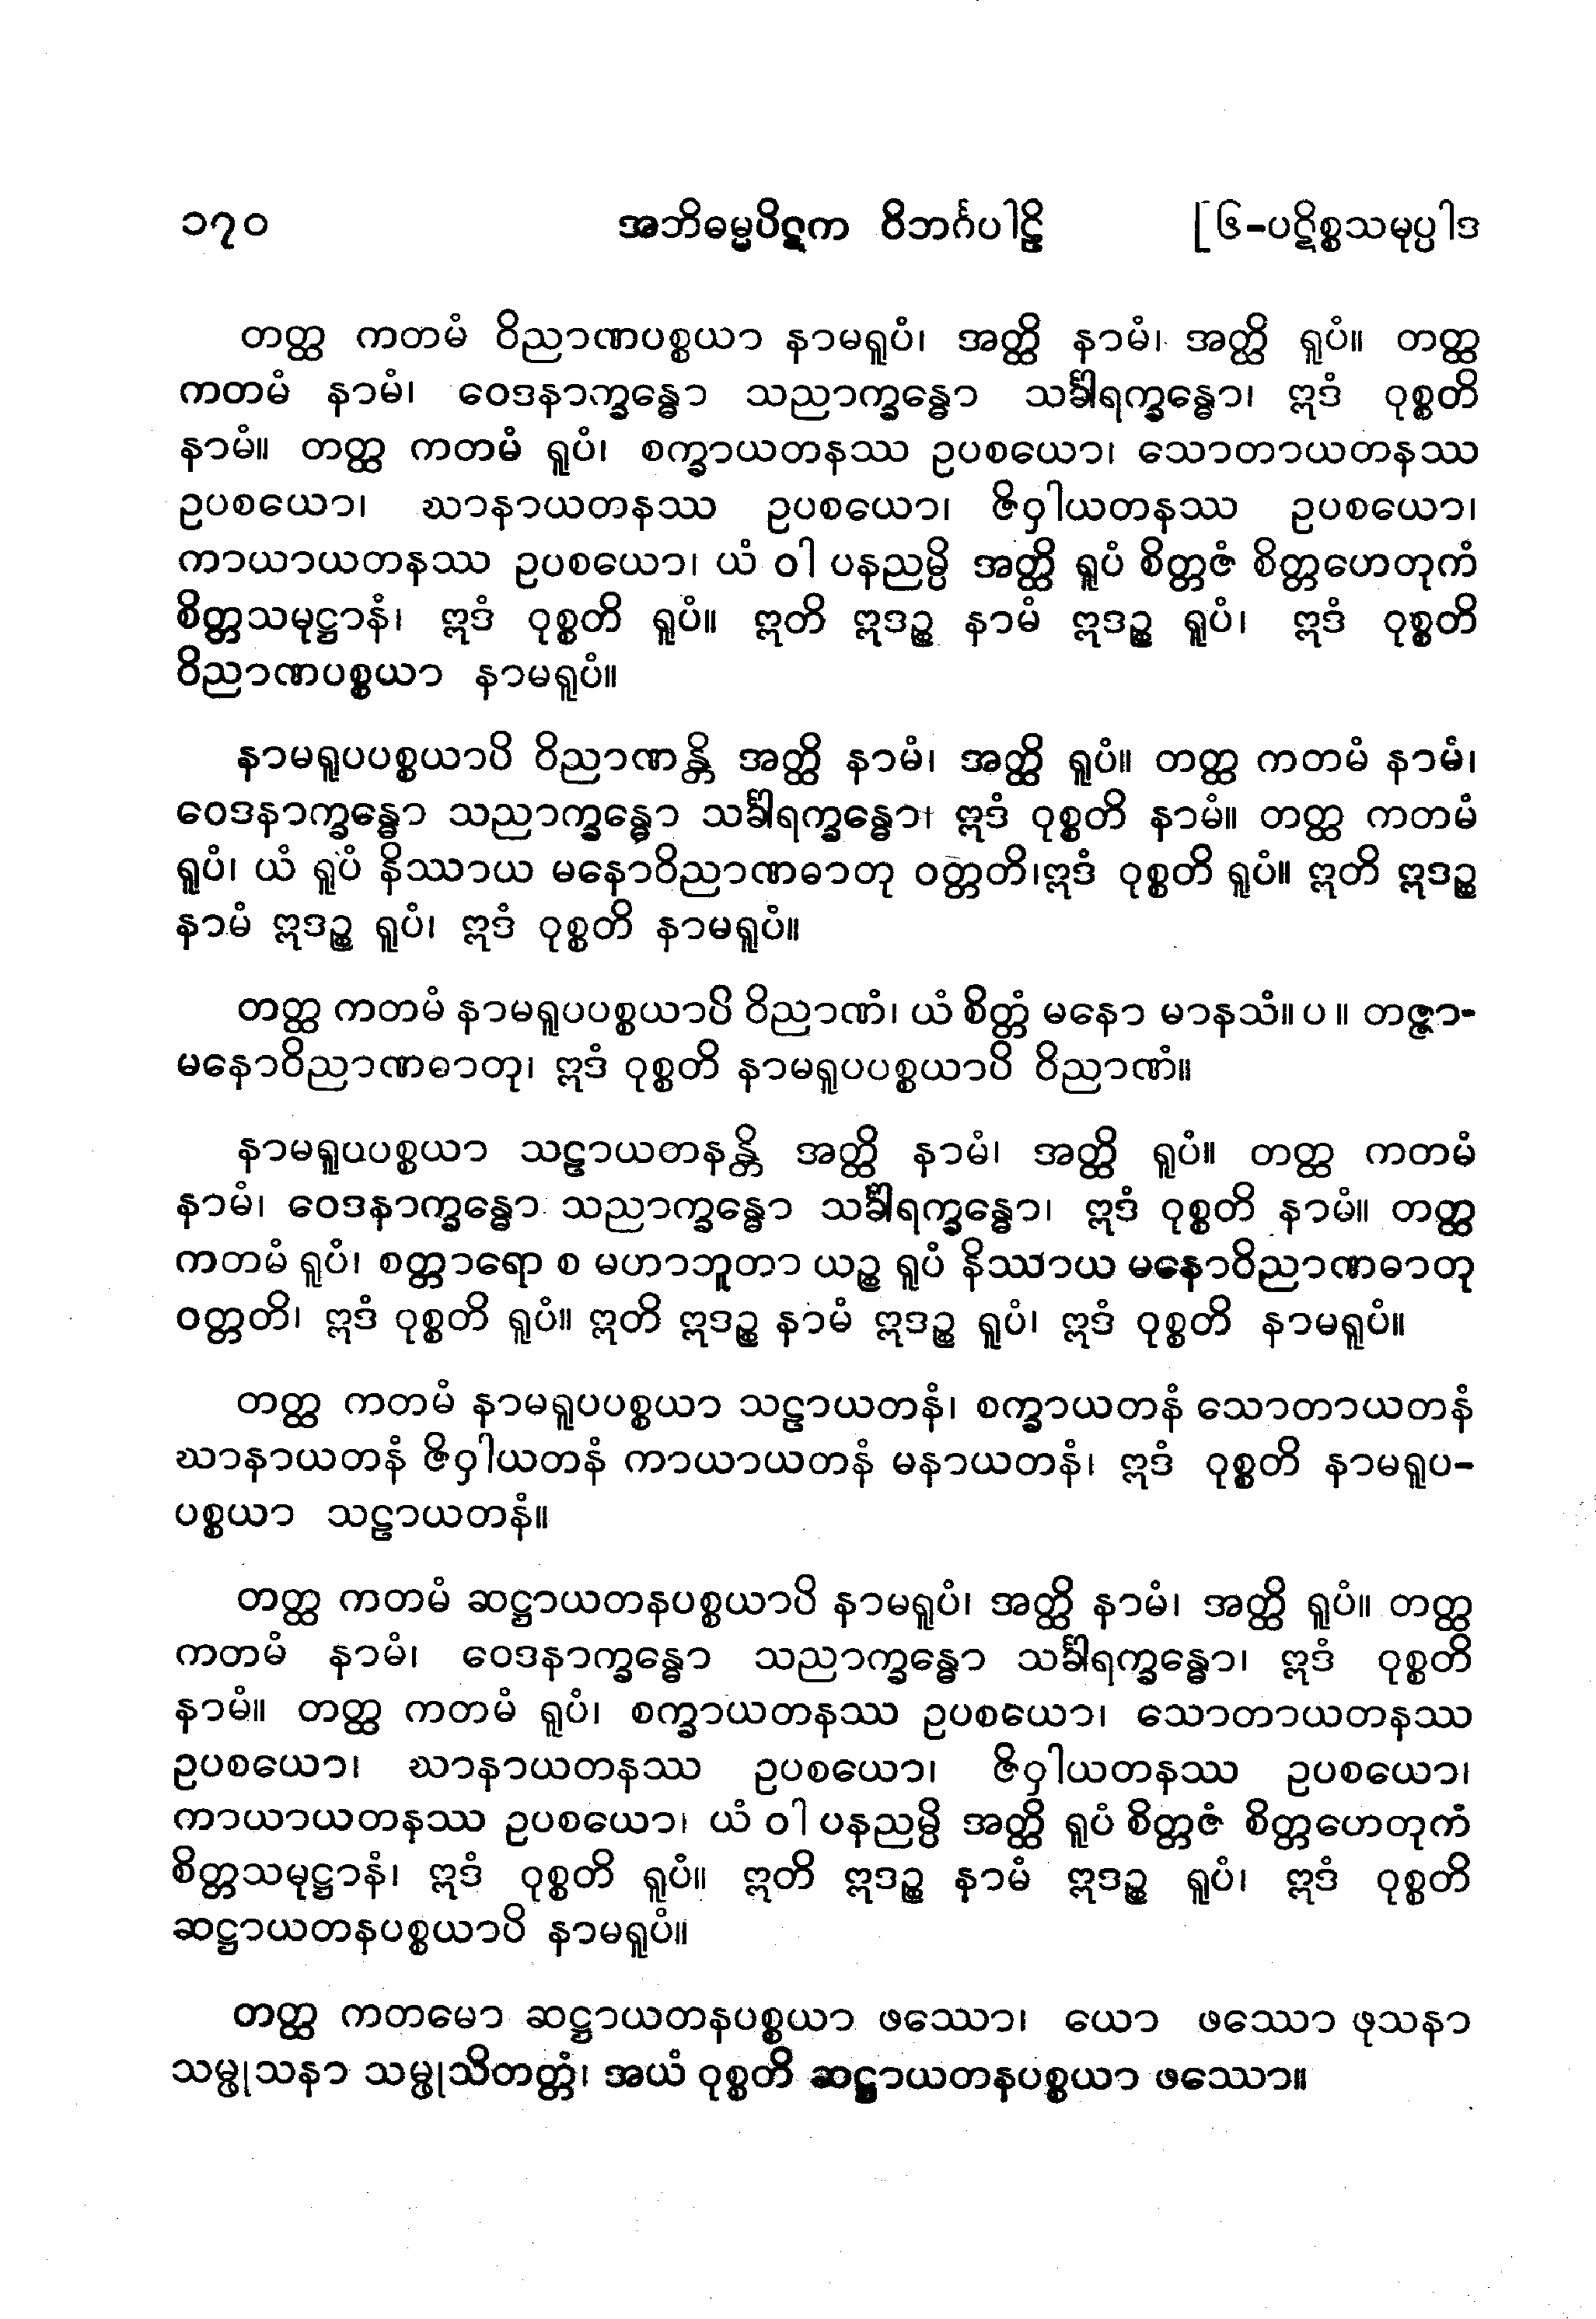 ၁၇၀ အဘိဓမ္မပိဋက ဝိဘင်္ဂပါဠိ [၆-ပဋိစ္စသမုပ္ပါဒ
တတ္ထ ကတမံ ဝိညာဏပစ္စယာ နာမရူပံ၊ အတ္ထိ နာမံ၊ အတ္ထိ ရူပံ။ တတ္ထ
ကတမံ နာမံ၊ ဝေဒနာက္ခန္ဓော သညာက္ခန္ဓော သင်္ခါရက္ခန္ဓော၊ ဣဒံ ဝုစ္စတိ
နာမံ။ တတ္ထ ကတမံ ရူပံ၊ စက္ခာယတနဿ ဥပစယော၊ သောတာယတနဿ
ဥပစယော၊ ဃာနာယတနဿ ဥပစယော၊ ဇိဝှါယတနဿ ဥပစယော၊
ကာယာယတနဿ ဥပစယော၊ ယံ ဝါ ပနညမ္ပိ အတ္ထိ ရူပံ စိတ္တဇံ စိတ္တဟေတုကံ
စိတ္တသမုဋ္ဌာနံ၊ ဣဒံ ဝုစ္စတိ ရူပံ။ ဣတိ ဣဒဉ္စ နာမံ ဣဒဉ္စ ရူပံ၊ ဣဒံ ဝုစ္စတိ
ဝိညာဏပစ္စယာ နာမရူပံ။
နာမရူပပစ္စယာပိ ဝိညာဏန္တိ အတ္ထိ နာမံ၊ အတ္ထိ ရူပံ။ တတ္ထ ကတမံ နာမံ၊
ဝေဒနာက္ခန္ဓော သညာက္ခန္ဓော သင်္ခါရက္ခန္ဓော၊ ဣဒံ ဝုစ္စတိ နာမံ။ တတ္ထ ကတမံ
ရူပံ၊ ယံ ရူပံ နိဿာယ မနောဝိညာဏဓာတု ဝတ္တတိ၊ဣဒံ ဝုစ္စတိ ရူပံ။ ဣတိ ဣဒဉ္စ
နာမံ ဣဒဉ္စ ရူပံ၊ ဣဒံ ဝုစ္စတိ နာမရူပံ။
တတ္ထ ကတမံ နာမရူပပစ္စယာပိ ဝိညာဏံ၊ ယံ စိတ္တံ မနော မာနသံ။ ပ ။ တဇ္ဇာ-
မနောဝိညာဏဓာတု၊ ဣဒံ ဝုစ္စတိ နာမရူပပစ္စယာပိ ဝိညာဏံ။
နာမရူပပစ္စယာ သဠာယတနန္တိ အတ္ထိ နာမံ၊ အတ္ထိ ရူပံ။ တတ္ထ ကတမံ
နာမံ၊ ဝေဒနာက္ခန္ဓော သညာက္ခန္ဓော သင်္ခါရက္ခန္ဓော၊ ဣဒံ ဝုစ္စတိ နာမံ။ တတ္ထ
ကတမံ ရူပံ၊ စတ္တာရော စ မဟာဘူတာ ယဉ္စ ရူပံ နိဿာယ မနောဝိညာဏဓာတု
ဝတ္တတိ၊ ဣဒံ ဝုစ္စတိ ရူပံ။ ဣတိ ဣဒဉ္စ နာမံ ဣဒဉ္စ ရူပံ၊ ဣဒံ ဝုစ္စတိ နာမရူပံ။
တတ္ထ ကတမံ နာမရူပပစ္စယာ သဠာယတနံ၊ စက္ခာယတနံ သောတာယတနံ
ဃာနာယတနံ ဇိဝှါယတနံ ကာယာယတနံ မနာယတနံ၊ ဣဒံ ဝုစ္စတိ နာမရူပ-
ပစ္စယာ သဠာယတနံ။
တတ္ထ ကတမံ ဆဋ္ဌာယတနပစ္စယာပိ နာမရူပံ၊ အတ္ထိ နာမံ၊ အတ္ထိ ရူပံ။ တတ္ထ
ကတမံ နာမံ၊ ဝေဒနာက္ခန္ဓော သညာက္ခန္ဓော သင်္ခါရက္ခန္ဓော၊ ဣဒံ ဝုစ္စတိ
နာမံ။ တတ္ထ ကတမံ ရူပံ၊ စက္ခာယတနဿ ဥပစယော၊ သောတာယတနဿ
ဥပစယော၊ ဃာနာယတနဿ ဥပစယော၊ ဇိဝှါယတနဿ ဥပစယော၊
ကာယာယတနဿ ဥပစယော၊ ယံ ဝါ ပနညမ္ပိ အတ္ထိ ရူပံ စိတ္တဇံ စိတ္တဟေတုကံ
စိတ္တသမုဋ္ဌာနံ၊ ဣဒံ ဝုစ္စတိ ရူပံ။ ဣတိ ဣဒဉ္စ နာမံ ဣဒဉ္စ ရူပံ၊ ဣဒံ ဝုစ္စတိ
ဆဋ္ဌာယတနပစ္စယာပိ နာမရူပံ။
တတ္ထ ကတမော ဆဋ္ဌာယတနပစ္စယာ ဖဿော၊ ယော ဖဿော ဖုသနာ
သမ္ဖုသနာ သမ္ဖုသိတတ္တံ၊ အယံ ဝုစ္စတိ ဆဋ္ဌာယတနပစ္စယာ ဖဿော။